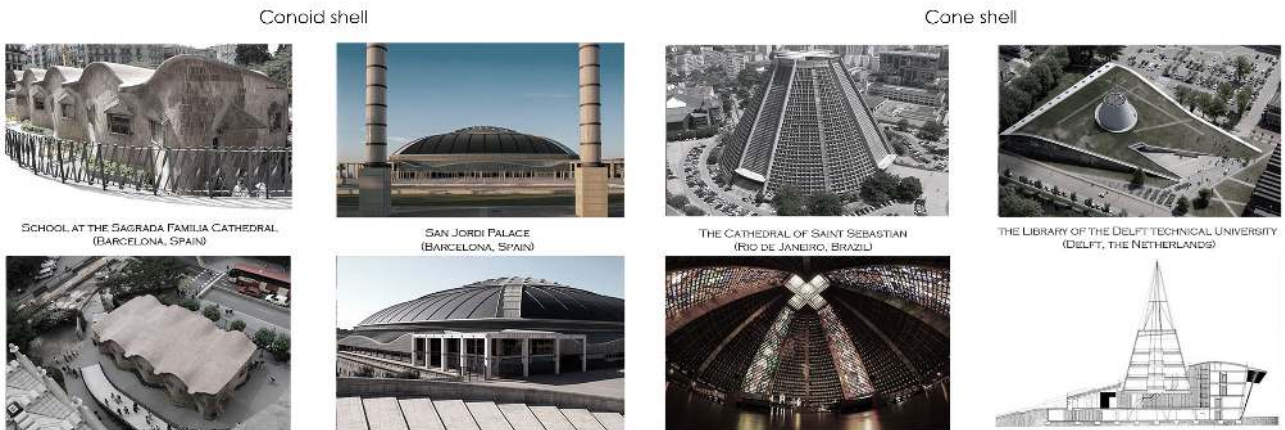 Conoid shell
Cone shell
SCHOOL AT THE SAGRADA FAMILIA CATHEDRAL,
(BARCELONA, SPAIN)
SAN JORDI PALACE
(BARCELONA, SPAIN)
THE CATHEDRAL OF SAINT SEBASTIAN
(RIO DE JANEIRO, BRAZIL)
THE LIBRARY OF THE DELFT TECHNICAL UNIVERSITY
(DELFT, THE NETHERLANDS)